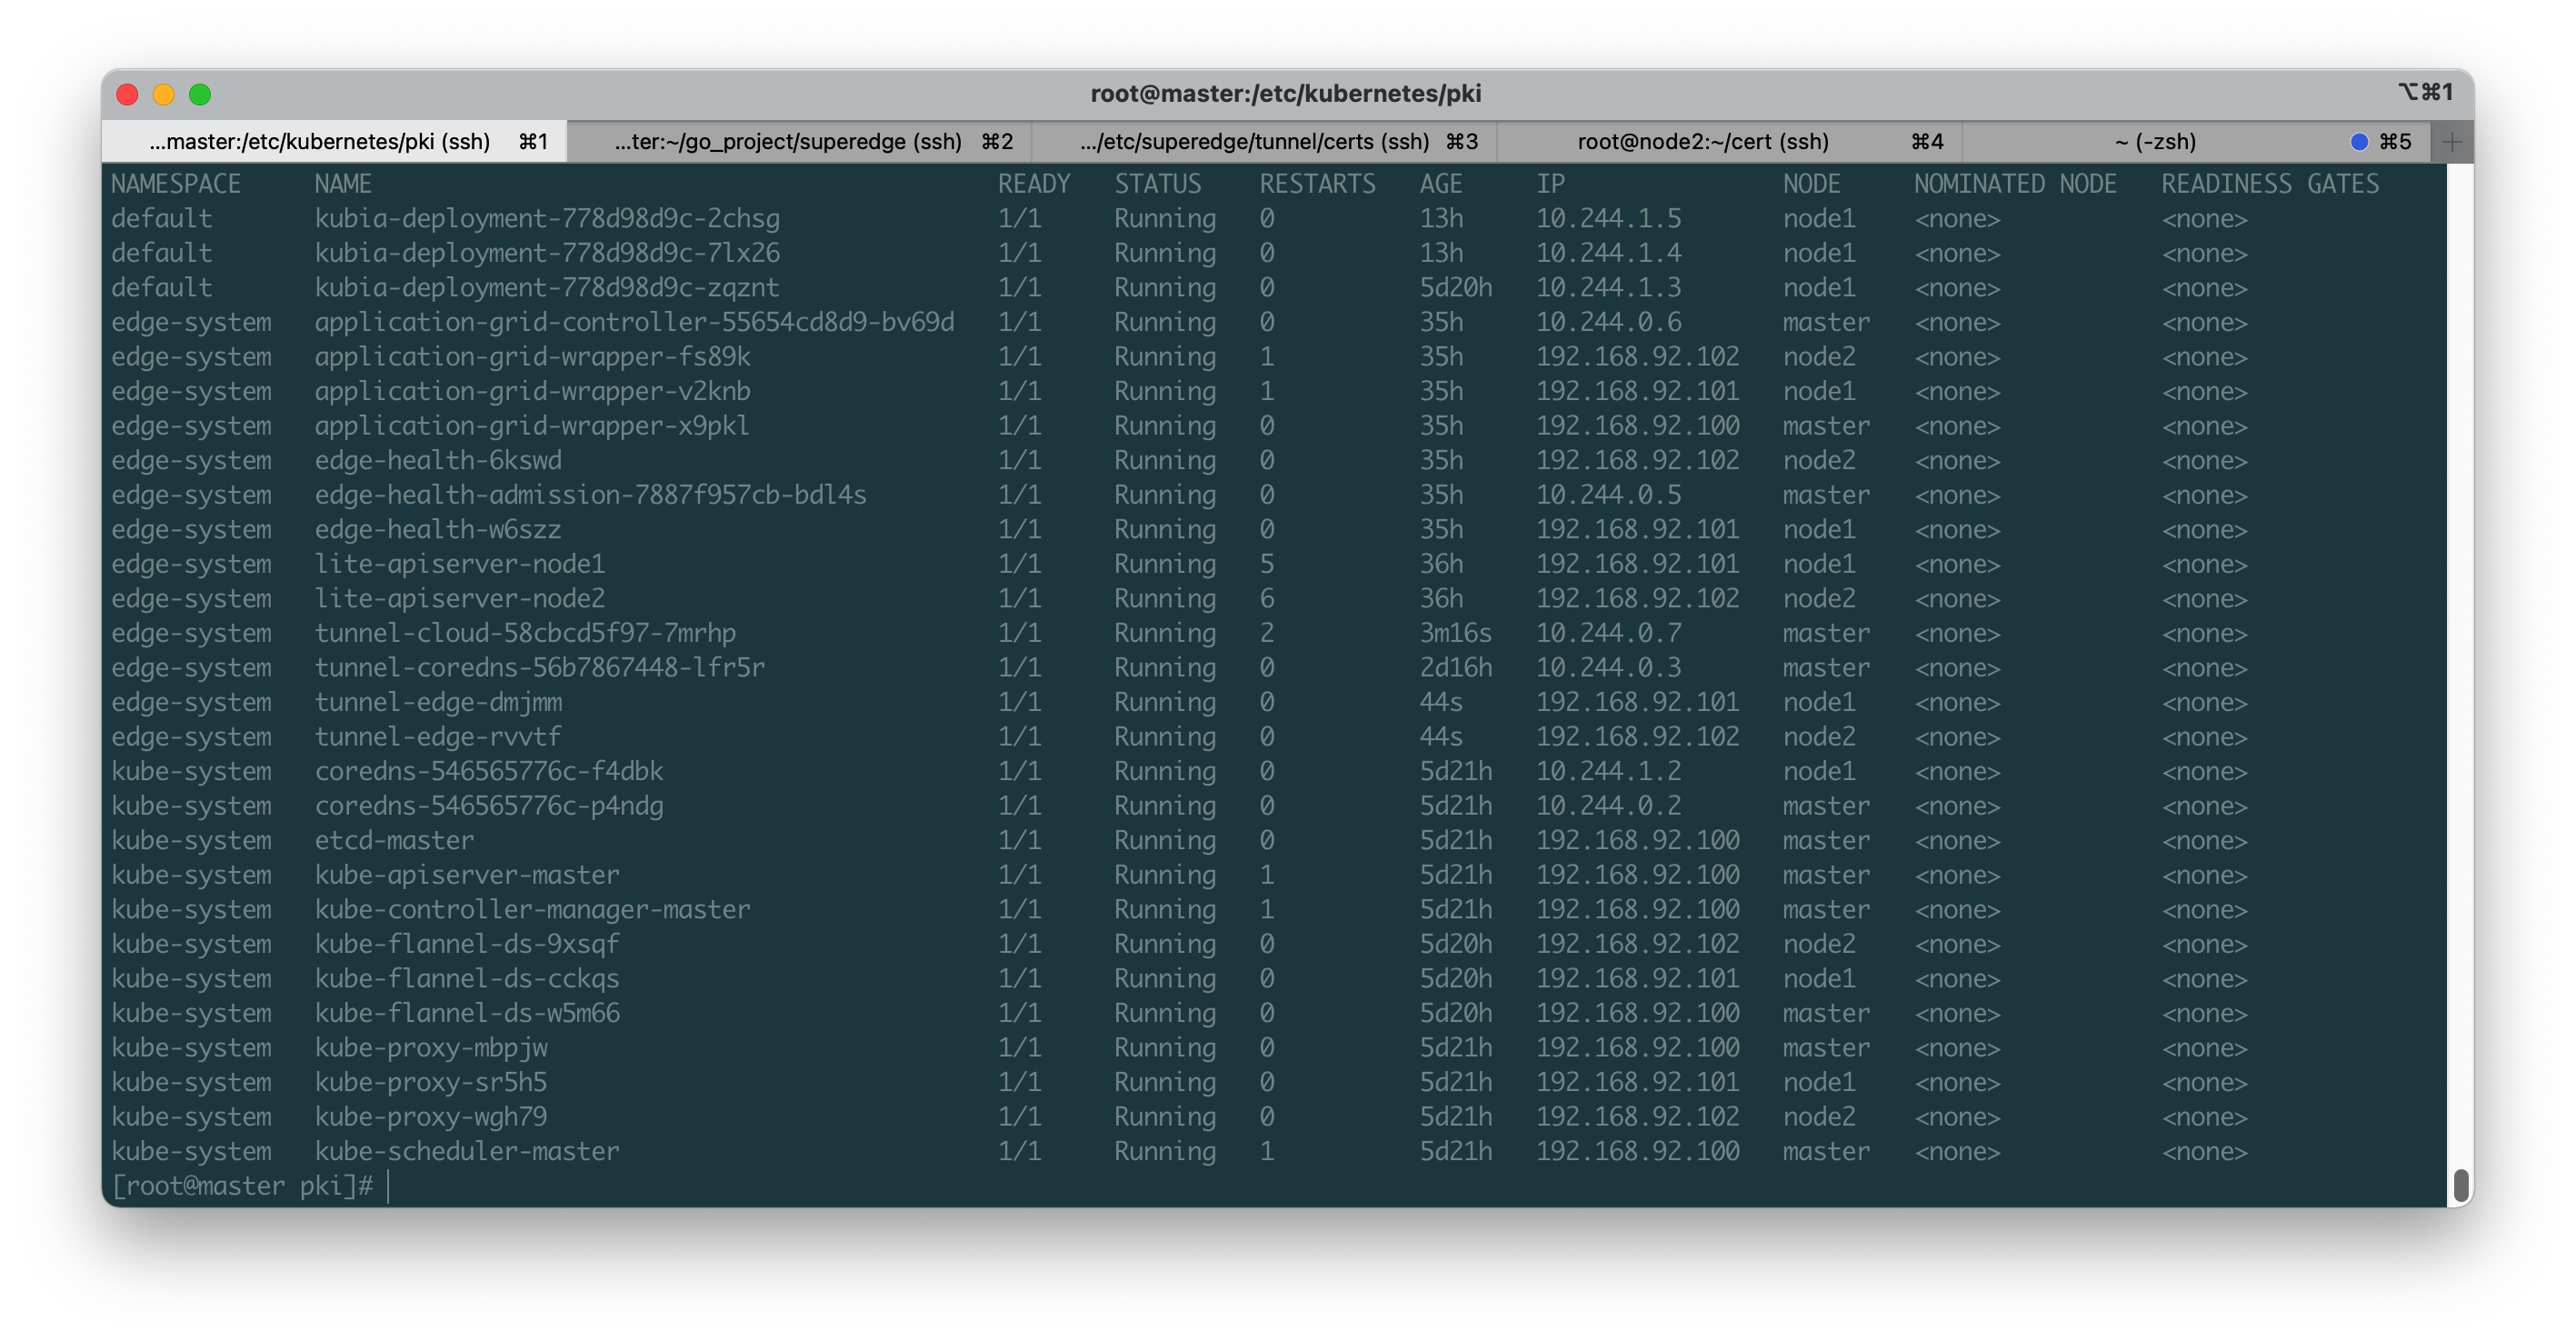 root@master:/etc/kubernetes/pki ⌥⌘1
...master:/etc/kubernetes/pki (ssh) ⌘1 ...ter:~/go_project/superedge (ssh) ⌘2 .../etc/superedge/tunnel/certs (ssh) ⌘3 root@node2:~/cert (ssh) ⌘4 ~ (-zsh) ⌘5 +
NAMESPACE NAME READY STATUS RESTARTS AGE IP NODE NOMINATED NODE READINESS GATES
default kubia-deployment-778d98d9c-2chsg 1/1 Running 0 13h 10.244.1.5 node1 <none> <none>
default kubia-deployment-778d98d9c-7lx26 1/1 Running 0 13h 10.244.1.4 node1 <none> <none>
default kubia-deployment-778d98d9c-zqznt 1/1 Running 0 5d20h 10.244.1.3 node1 <none> <none>
edge-system application-grid-controller-55654cd8d9-bv69d 1/1 Running 0 35h 10.244.0.6 master <none> <none>
edge-system application-grid-wrapper-fs89k 1/1 Running 1 35h 192.168.92.102 node2 <none> <none>
edge-system application-grid-wrapper-v2knb 1/1 Running 1 35h 192.168.92.101 node1 <none> <none>
edge-system application-grid-wrapper-x9pkl 1/1 Running 0 35h 192.168.92.100 master <none> <none>
edge-system edge-health-6kswd 1/1 Running 0 35h 192.168.92.102 node2 <none> <none>
edge-system edge-health-admission-7887f957cb-bdl4s 1/1 Running 0 35h 10.244.0.5 master <none> <none>
edge-system edge-health-w6szz 1/1 Running 0 35h 192.168.92.101 node1 <none> <none>
edge-system lite-apiserver-node1 1/1 Running 5 36h 192.168.92.101 node1 <none> <none>
edge-system lite-apiserver-node2 1/1 Running 6 36h 192.168.92.102 node2 <none> <none>
edge-system tunnel-cloud-58cbcd5f97-7mrhp 1/1 Running 2 3m16s 10.244.0.7 master <none> <none>
edge-system tunnel-coredns-56b7867448-lfr5r 1/1 Running 0 2d16h 10.244.0.3 master <none> <none>
edge-system tunnel-edge-dmjmm 1/1 Running 0 44s 192.168.92.101 node1 <none> <none>
edge-system tunnel-edge-rvvtf 1/1 Running 0 44s 192.168.92.102 node2 <none> <none>
kube-system coredns-546565776c-f4dbk 1/1 Running 0 5d21h 10.244.1.2 node1 <none> <none>
kube-system coredns-546565776c-p4ndg 1/1 Running 0 5d21h 10.244.0.2 master <none> <none>
kube-system etcd-master 1/1 Running 0 5d21h 192.168.92.100 master <none> <none>
kube-system kube-apiserver-master 1/1 Running 1 5d21h 192.168.92.100 master <none> <none>
kube-system kube-controller-manager-master 1/1 Running 1 5d21h 192.168.92.100 master <none> <none>
kube-system kube-flannel-ds-9xsqf 1/1 Running 0 5d20h 192.168.92.102 node2 <none> <none>
kube-system kube-flannel-ds-cckqs 1/1 Running 0 5d20h 192.168.92.101 node1 <none> <none>
kube-system kube-flannel-ds-w5m66 1/1 Running 0 5d20h 192.168.92.100 master <none> <none>
kube-system kube-proxy-mbpjw 1/1 Running 0 5d21h 192.168.92.100 master <none> <none>
kube-system kube-proxy-sr5h5 1/1 Running 0 5d21h 192.168.92.101 node1 <none> <none>
kube-system kube-proxy-wgh79 1/1 Running 0 5d21h 192.168.92.102 node2 <none> <none>
kube-system kube-scheduler-master 1/1 Running 1 5d21h 192.168.92.100 master <none> <none>
[root@master pki]#